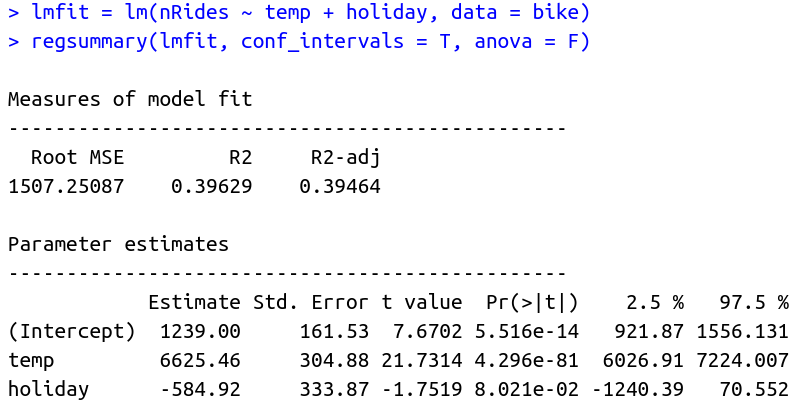 > lmfit = lm(nRides ~ temp + holiday, data = bike)
> regsummary(lmfit, conf_intervals = T, anova = F)
Measures of model fit
------------------------------------------------
Root MSE R2 R2-adj
1507.25087 0.39629 0.39464
Parameter estimates
------------------------------------------------
Estimate Std. Error t value Pr(>|t|) 2.5 % 97.5 %
(Intercept) 1239.00 161.53 7.6702 5.516e-14 921.87 1556.131
temp 6625.46 304.88 21.7314 4.296e-81 6026.91 7224.007
holiday -584.92 333.87 -1.7519 8.021e-02 -1240.39 70.552